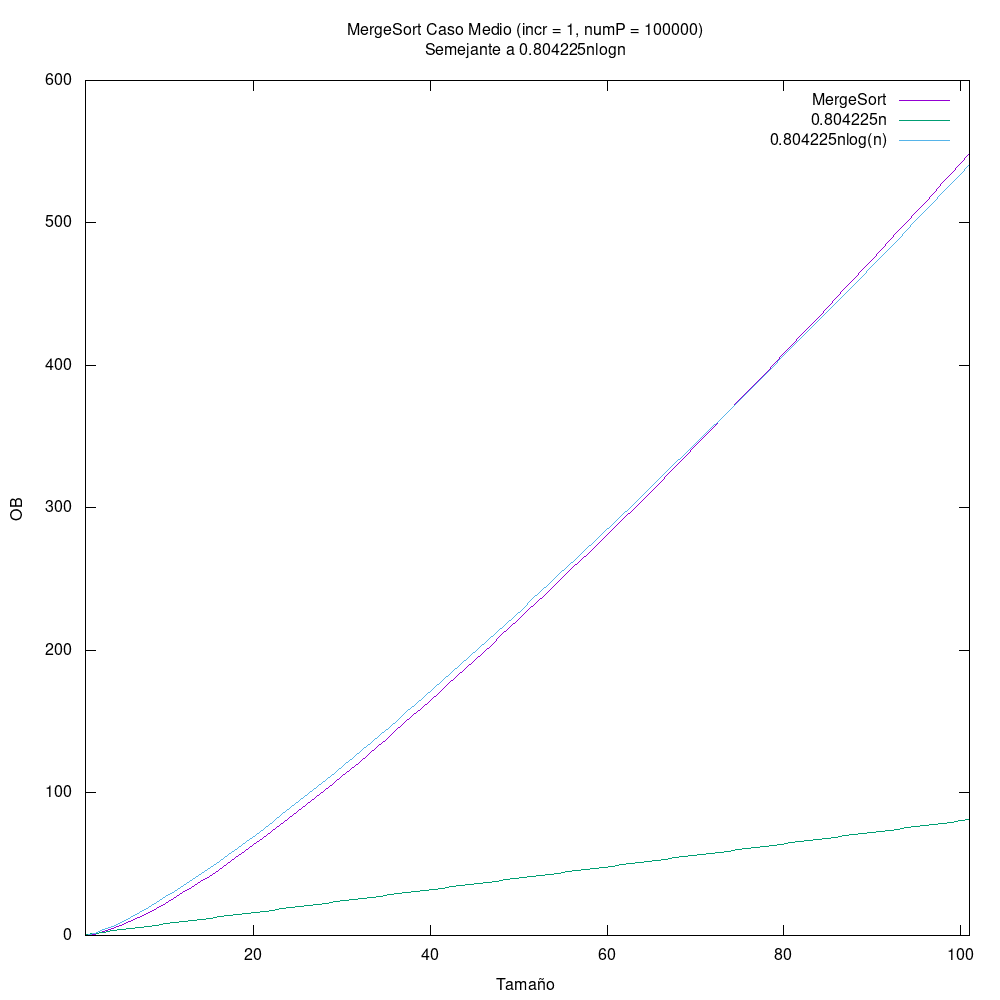 MergeSort Caso Medio (incr = 1, numP = 100000)
Semejante a 0.804225nlogn
MergeSort
0.804225n
0.804225nlog(n)
600
500
400
300
200
100
0
OB
20
40
60
80
100
Tamaño